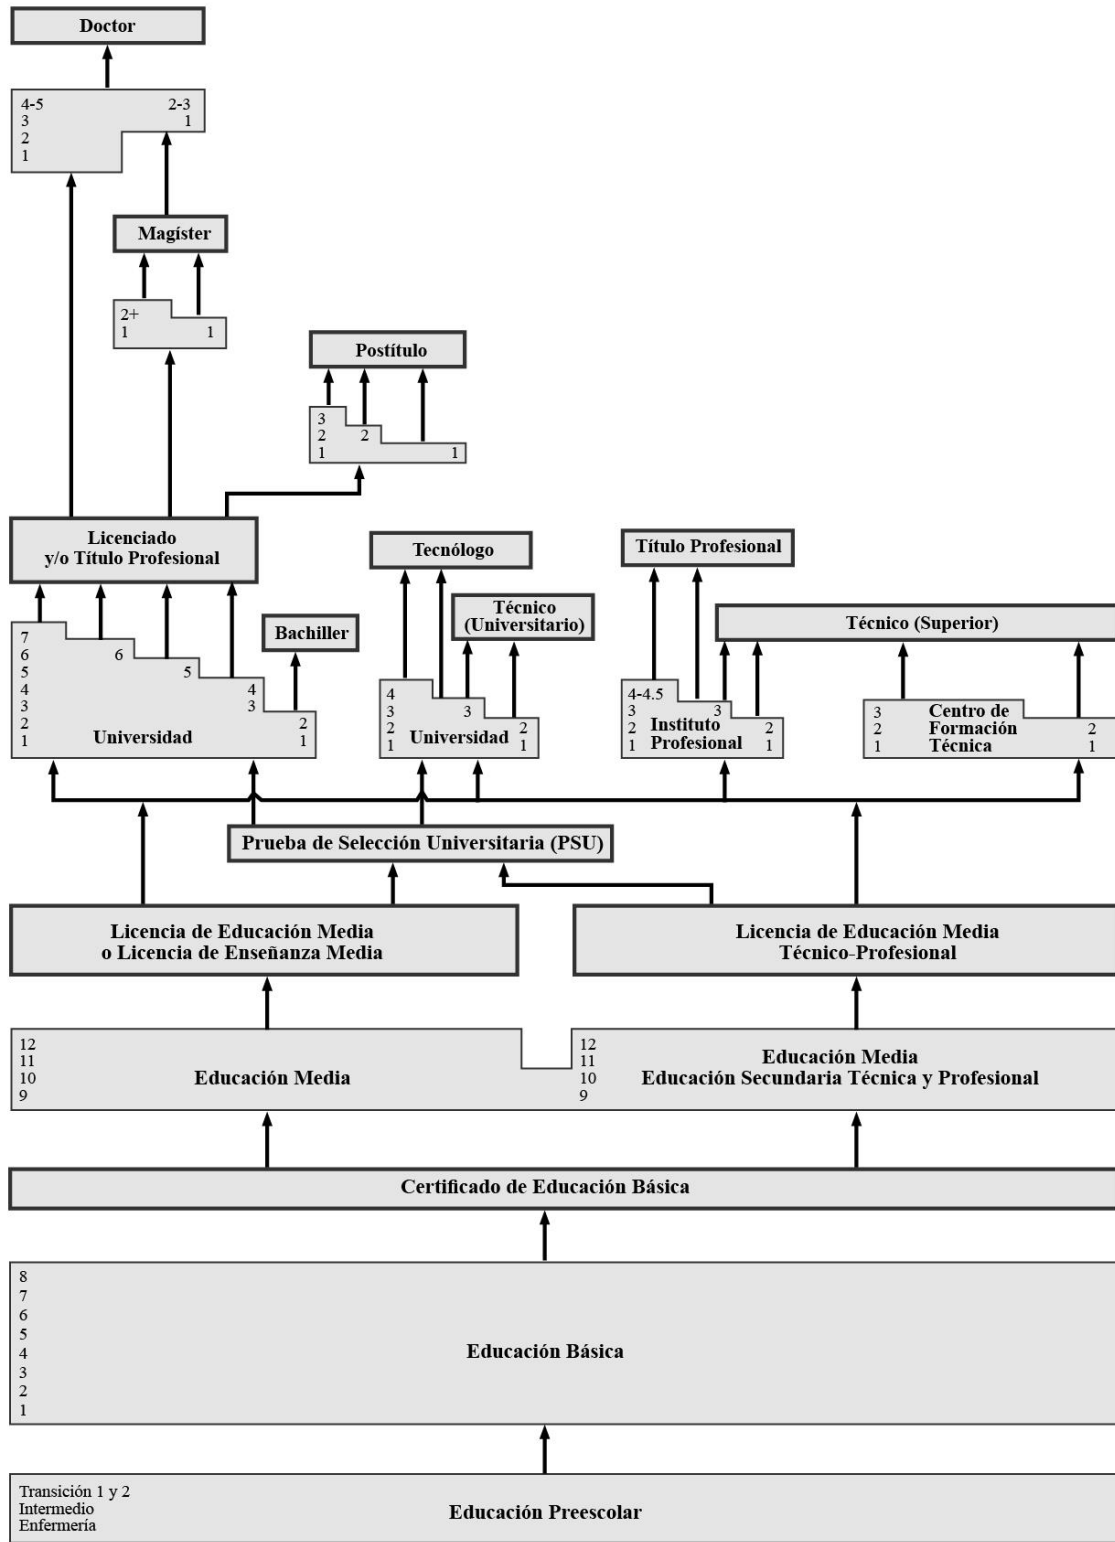 Doctor
4-5 2-3
3 1
2
1
Magíster
2+
1 1
Postítulo
3
2 2
1 1
Licenciado
y/o Título Profesional
Tecnólogo
Título Profesional
Técnico
(Universitario)
Técnico (Superior)
Bachiller
7
6 6
5 5
4 4
3 3
2 2
1 1
Universidad
4
3 3
2 2
1 1
Universidad
4-4.5
3 3
2 2
1 1
Instituto
Profesional
3
2 2
1 1
Centro de
Formación
Técnica
Prueba de Selección Universitaria (PSU)
Licencia de Educación Media
o Licencia de Enseñanza Media
Licencia de Educación Media
Técnico-Profesional
12
11
10
9
Educación Media
12
11
10
9
Educación Media
Educación Secundaria Técnica y Profesional
Certificado de Educación Básica
8
7
6
5
4
3
2
1
Educación Básica
Transición 1 y 2
Intermedio
Enfermería
Educación Preescolar